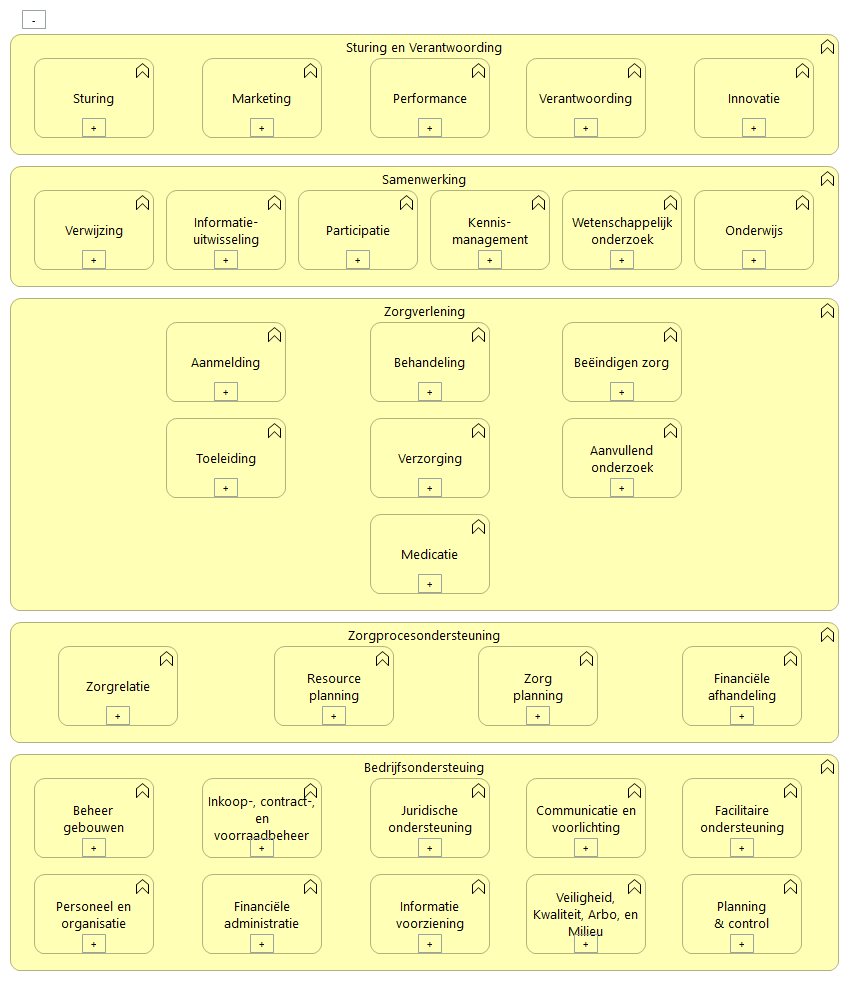 -
Sturing en Verantwoording
Sturing
Marketing
Performance
Verantwoording
Innovatie
+
+
+
+
+
Samenwerking
Verwijzing
Informatie-
uitwisseling
Participatie
Kennis-
management
Wetenschappelijk
onderzoek
Onderwijs
+
+
+
+
+
+
Zorgverlening
Aanmelding
Behandeling
Beëindigen zorg
+
+
+
Toeleiding
Verzorging
Aanvullend
onderzoek
+
+
+
Medicatie
+
Zorgprocesondersteuning
Zorgrelatie
Resource
planning
Zorg
planning
Financiële
afhandeling
+
+
+
+
Bedrijfsondersteuing
Beheer
gebouwen
Inkoop-, contract-,
en
voorraadbeheer
Juridische
ondersteuning
Communicatie en
voorlichting
Facilitaire
ondersteuning
+
+
+
+
+
Personeel en
organisatie
Financiële
administratie
Informatie
voorziening
Veiligheid,
Kwaliteit, Arbo, en
Milieu
Planning
& control
+
+
+
+
+